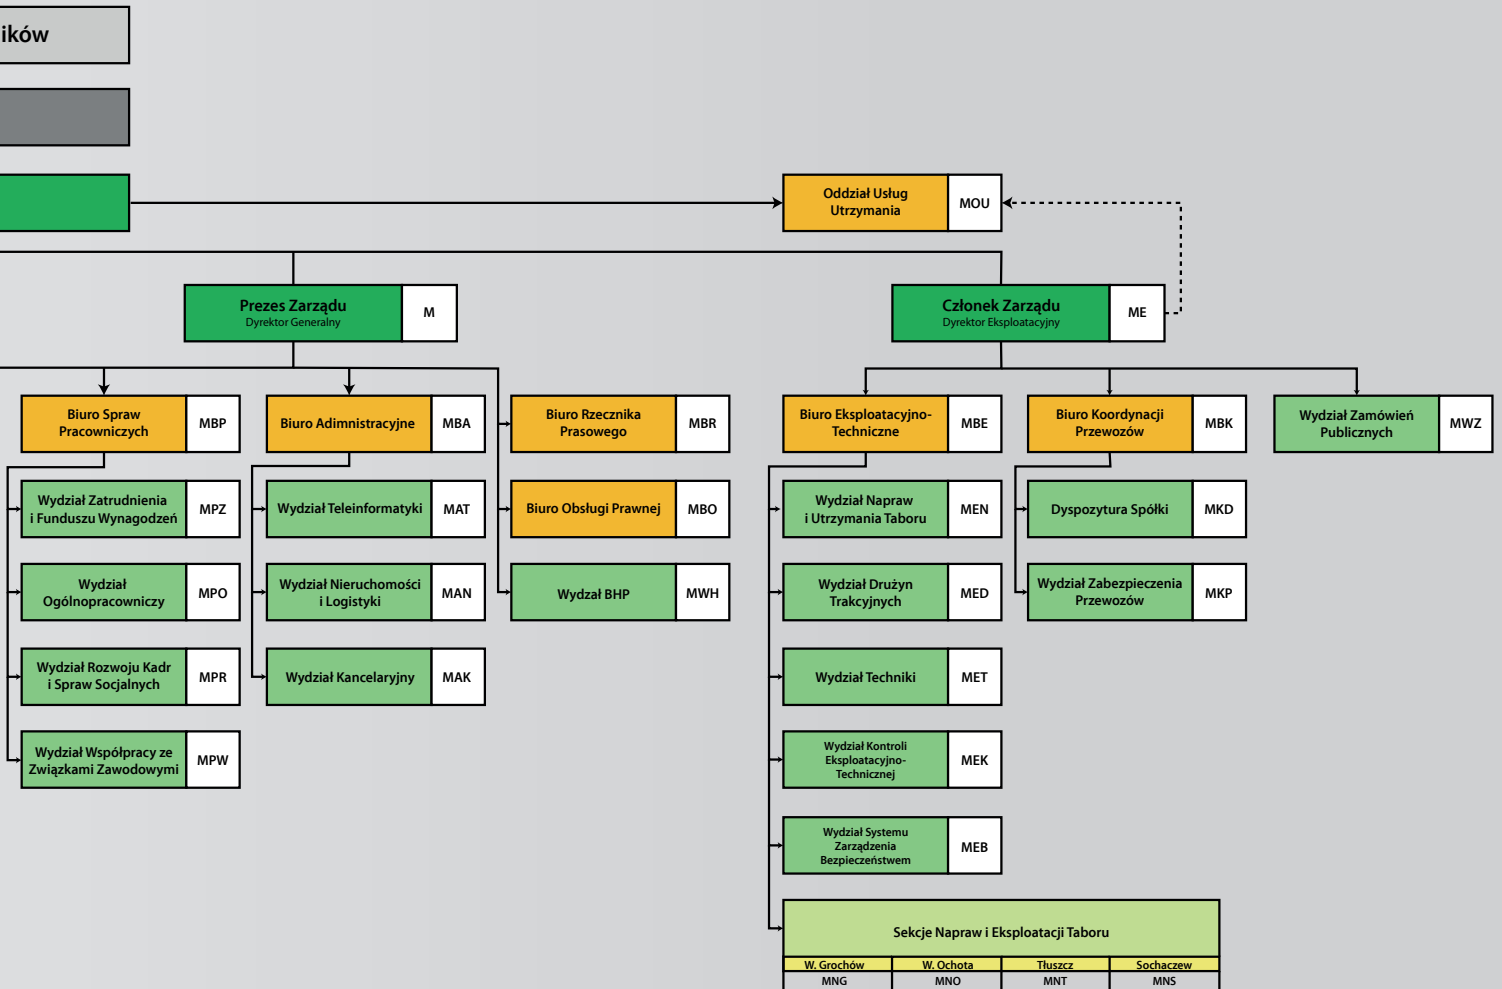 ików
Oddział Usług
Utrzymania
MOU
Prezes Zarządu
Dyrektor Generalny
M
Członek Zarządu
Dyrektor Eksploatacyjny
ME
Biuro Spraw
Pracowniczych
MBP
Biuro Adimnistracyjne
MBA
Biuro Rzecznika
Prasowego
MBR
Biuro Eksploatacyjno-
Techniczne
MBE
Biuro Koordynacji
Przewozów
MBK
Wydział Zamówień
Publicznych
MWZ
Wydział Zatrudnienia
i Funduszu Wynagodzeń
MPZ
Wydział Teleinformatyki
MAT
Biuro Obsługi Prawnej
MBO
Wydział Napraw
i Utrzymania Taboru
MEN
Dyspozytura Spółki
MKD
Wydział
Ogólnopracowniczy
MPO
Wydział Nieruchomości
i Logistyki
MAN
Wydzał BHP
MWH
Wydział Drużyn
Trakcyjnych
MED
Wydział Zabezpieczenia
Przewozów
MKP
Wydział Rozwoju Kadr
i Spraw Socjalnych
MPR
Wydział Kancelaryjny
MAK
Wydział Techniki
MET
Wydział Współpracy ze
Związkami Zawodowymi
MPW
Wydział Kontroli
Eksploatacyjno-
Technicznej
MEK
Wydział Systemu
Zarządzenia
Bezpieczeństwem
MEB
Sekcje Napraw i Eksploatacji Taboru
W. Grochów
W. Ochota
Tłuszcz
Sochaczew
MNG
MNO
MNT
MNS